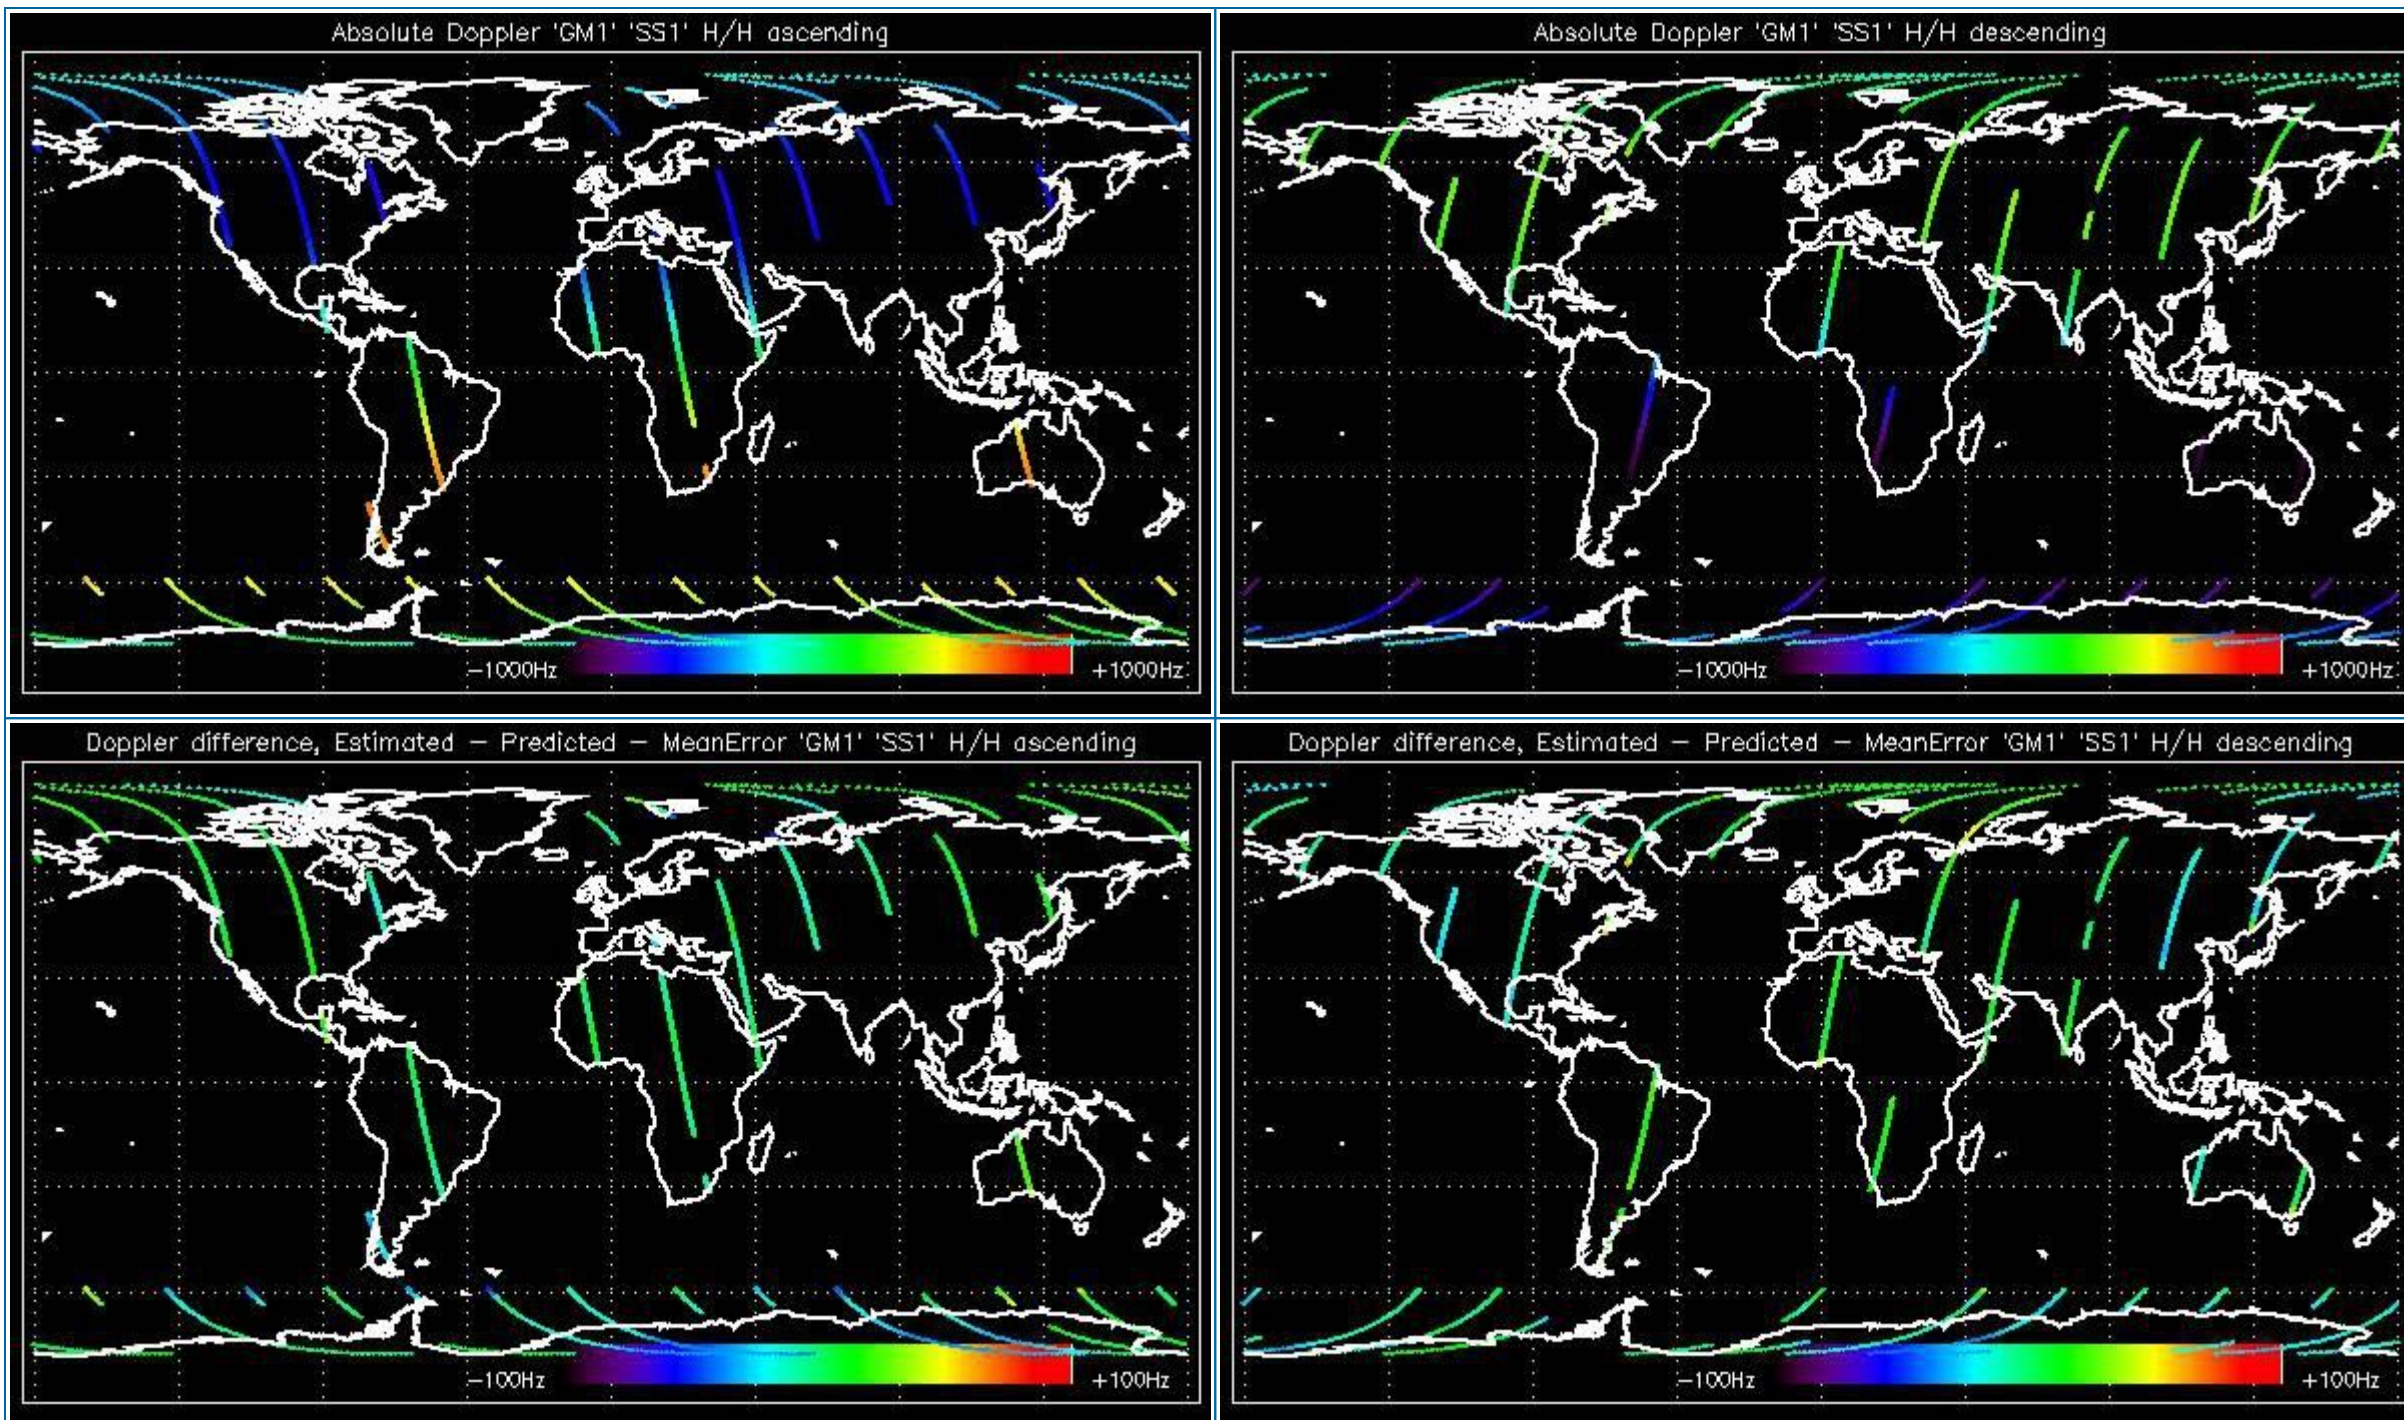 Absolute Doppler 'GM1' 'SS1' H/H ascending
−1000Hz
+1000Hz
Absolute Doppler 'GM1' 'SS1' H/H descending
−1000Hz
+1000Hz
Doppler difference, Estimated − Predicted − MeanError 'GM1' 'SS1' H/H ascending
−100Hz
+100Hz
Doppler difference, Estimated − Predicted − MeanError 'GM1' 'SS1' H/H descending
−100Hz
+100Hz